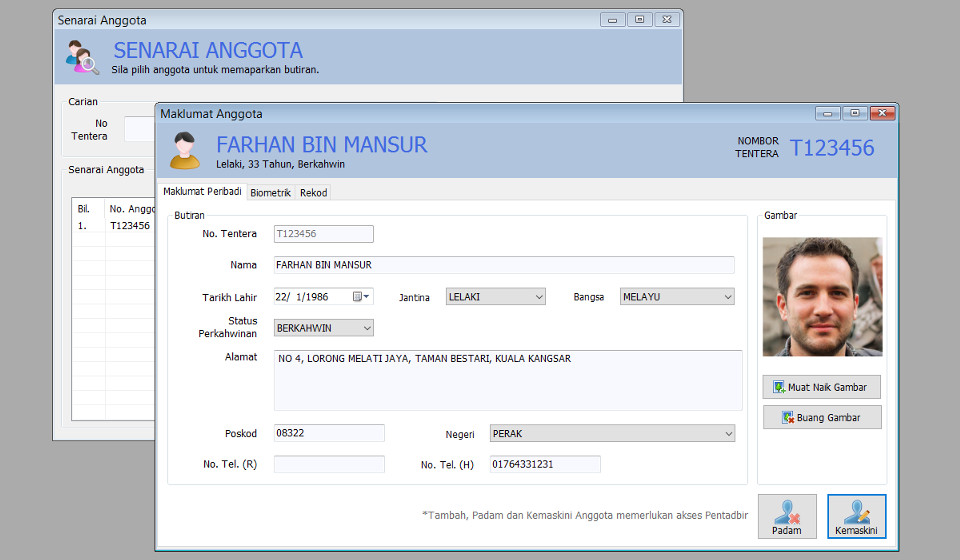 Senarai Anggota
SENARAI ANGGOTA
Sila pilih anggota untuk memaparkan butiran.
Carian
No
Tentera
Senarai Anggota
Bil. No. Anggo
1. T123456
Maklumat Anggota
FARHAN BIN MANSUR
Lelaki, 33 Tahun, Berkahwin
NOMBOR
TENTERA
T123456
Maklumat Peribadi Biometrik Rekod
Butiran
No. Tentera T123456
Nama FARHAN BIN MANSUR
Tarikh Lahir 22/ 1/1986 Jantina LELAKI Bangsa MELAYU
Status
Perkahwinan
BERKAHWIN
Alamat NO 4, LORONG MELATI JAYA, TAMAN BESTARI, KUALA KANGSAR
Poskod 08322 Negeri PERAK
No. Tel. (R) No. Tel. (H) 01764331231
Gambar
Muat Naik Gambar
Buang Gambar
*Tambah, Padam dan Kemaskini Anggota memerlukan akses Pentadbir
Padam
Kemaskini